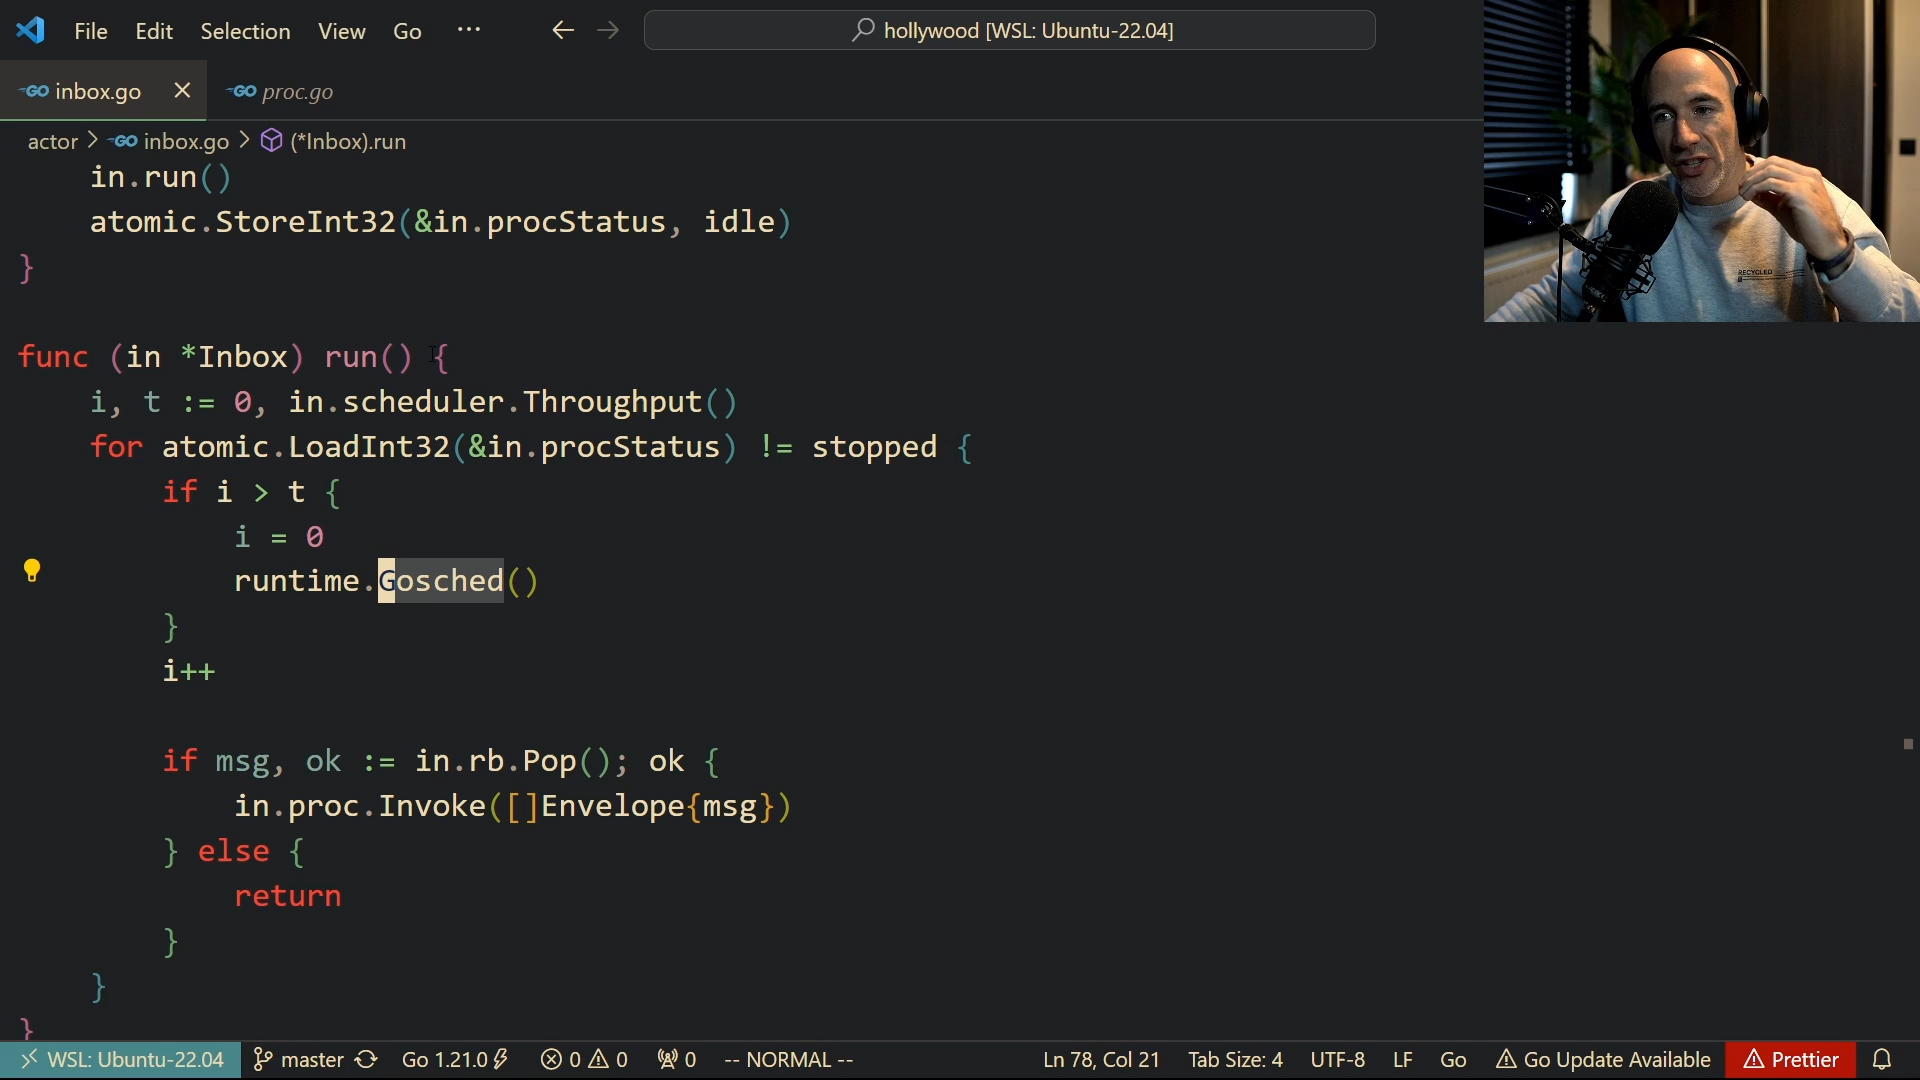 File Edit Selection View Go ··· hollywood [WSL: Ubuntu-22.04]
GO inbox.go GO proc.go
actor > GO inbox.go > (*Inbox).run
in.run()
atomic.StoreInt32(&in.procStatus, idle)
}
func (in *Inbox) run() {
i, t := 0, in.scheduler.Throughput()
for atomic.LoadInt32(&in.procStatus) != stopped {
if i > t {
i = 0
runtime.Gosched()
}
i++
if msg, ok := in.rb.Pop(); ok {
in.proc.Invoke([]Envelope{msg})
} else {
return
}
}
}
RECYCLED
WSL: Ubuntu-22.04 master Go 1.21.0 0 0 0 -- NORMAL -- Ln 78, Col 21 Tab Size: 4 UTF-8 LF Go Go Update Available Prettier